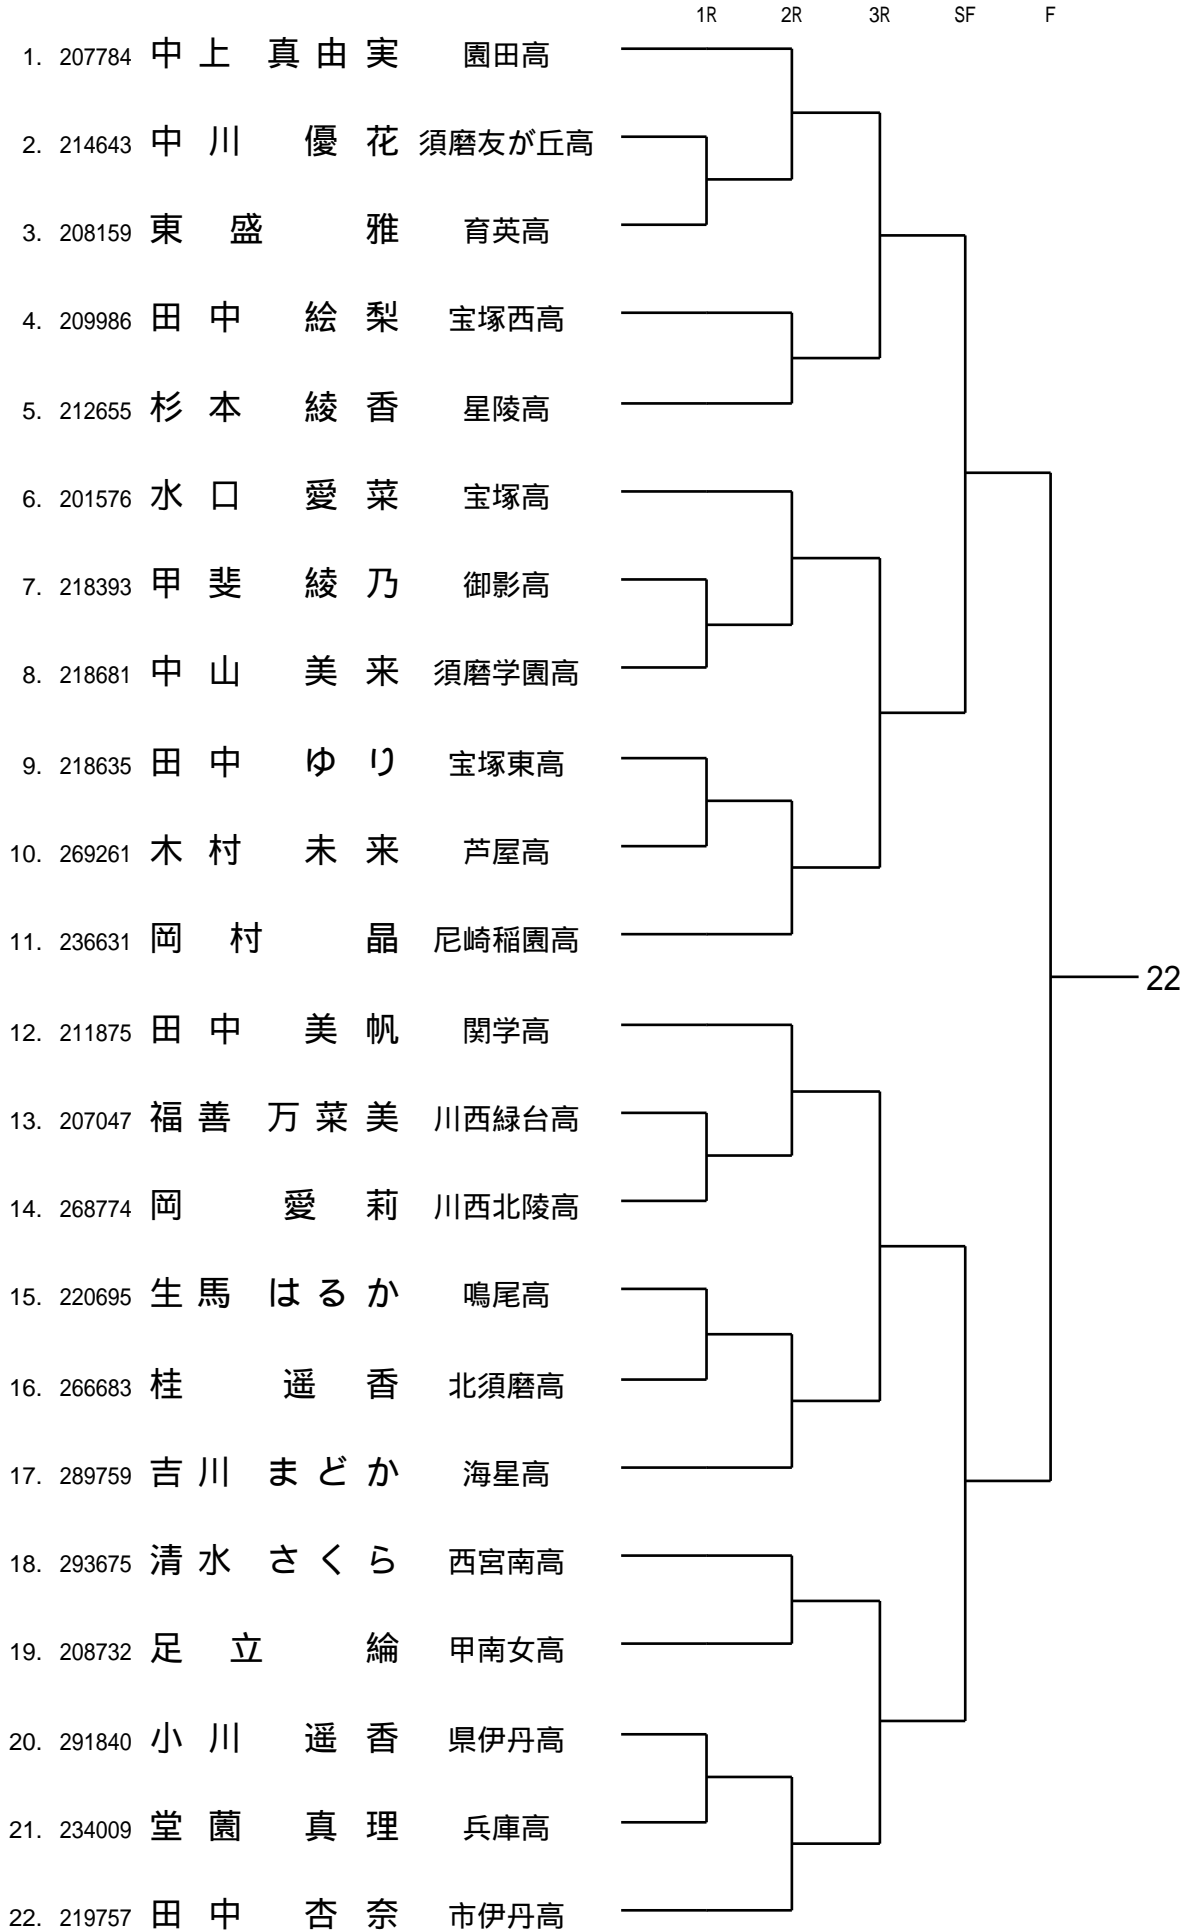 1R 2R 3R SF F
1. 207784 中上 真由実 園田高
2. 214643 中川 優花 須磨友が丘高
3. 208159 東盛 雅 育英高
4. 209986 田中 絵梨 宝塚西高
5. 212655 杉本 綾香 星陵高
6. 201576 水口 愛菜 宝塚高
7. 218393 甲斐 綾乃 御影高
8. 218681 中山 美来 須磨学園高
9. 218635 田中 ゆり 宝塚東高
10. 269261 木村 未来 芦屋高
11. 236631 岡村 晶 尼崎稲園高
22
12. 211875 田中 美帆 関学高
13. 207047 福善 万菜美 川西緑台高
14. 268774 岡 愛莉 川西北陵高
15. 220695 生馬 はるか 鳴尾高
16. 266683 桂 遥香 北須磨高
17. 289759 吉川 まどか 海星高
18. 293675 清水 さくら 西宮南高
19. 208732 足立 綸 甲南女高
20. 291840 小川 遥香 県伊丹高
21. 234009 堂薗 真理 兵庫高
22. 219757 田中 杏奈 市伊丹高